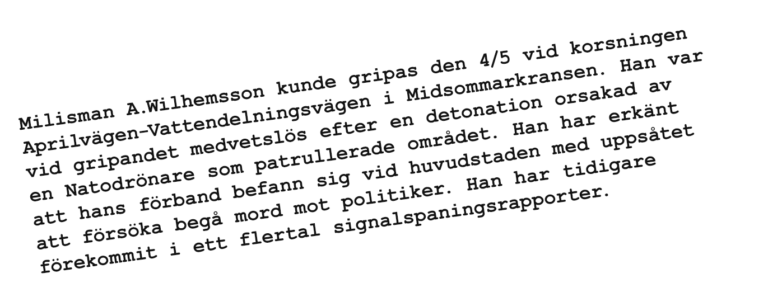 Milisman A.Wilhemsson kunde gripas den 4/5 vid korsningen
Aprilvägen-Vattendelningsvägen i Midsommarkransen. Han var
vid gripandet medvetslös efter en detonation orsakad av
en Natodrönare som patrullerade området. Han har erkänt
att hans förband befann sig vid huvudstaden med uppsåtet
att försöka begå mord mot politiker. Han har tidigare
förekommit i ett flertal signalspaningsrapporter.